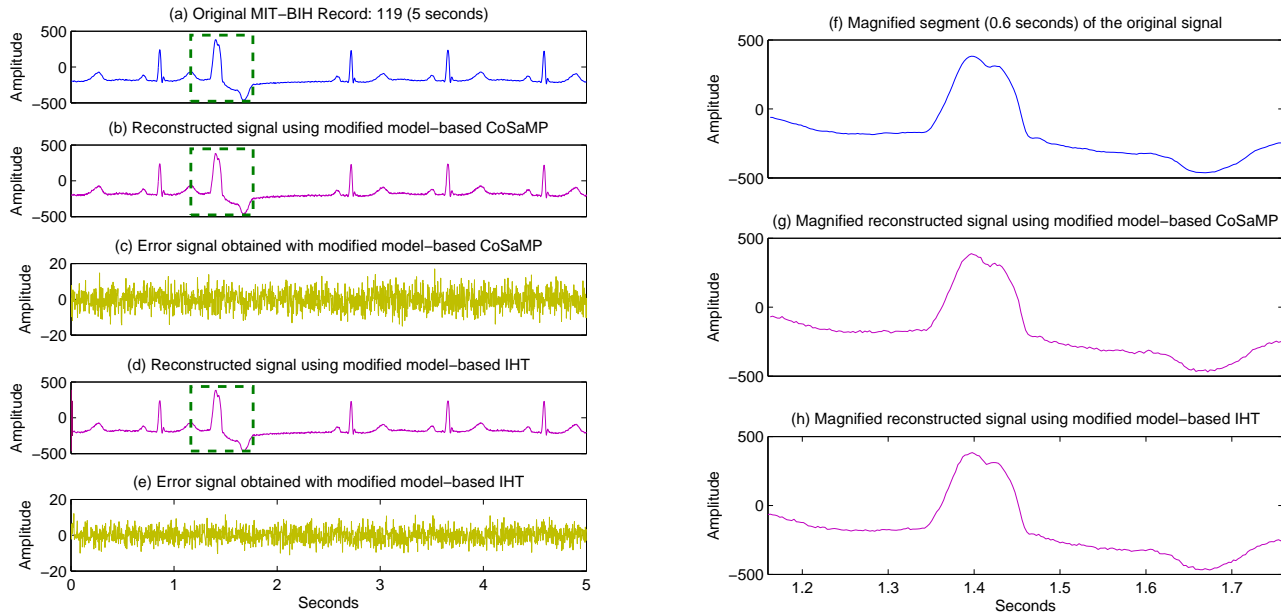 (a) Original MIT−BIH Record: 119 (5 seconds)
500
0
−500
Amplitude
(b) Reconstructed signal using modified model−based CoSaMP
500
0
−500
Amplitude
(c) Error signal obtained with modified model−based CoSaMP
20
0
−20
Amplitude
(d) Reconstructed signal using modified model−based IHT
500
0
−500
Amplitude
(e) Error signal obtained with modified model−based IHT
20
0
−20
Amplitude
0 1 2 3 4 5
Seconds
(f) Magnified segment (0.6 seconds) of the original signal
500
0
−500
Amplitude
(g) Magnified reconstructed signal using modified model−based CoSaMP
500
0
−500
Amplitude
(h) Magnified reconstructed signal using modified model−based IHT
500
0
−500
Amplitude
1.2 1.3 1.4 1.5 1.6 1.7
Seconds